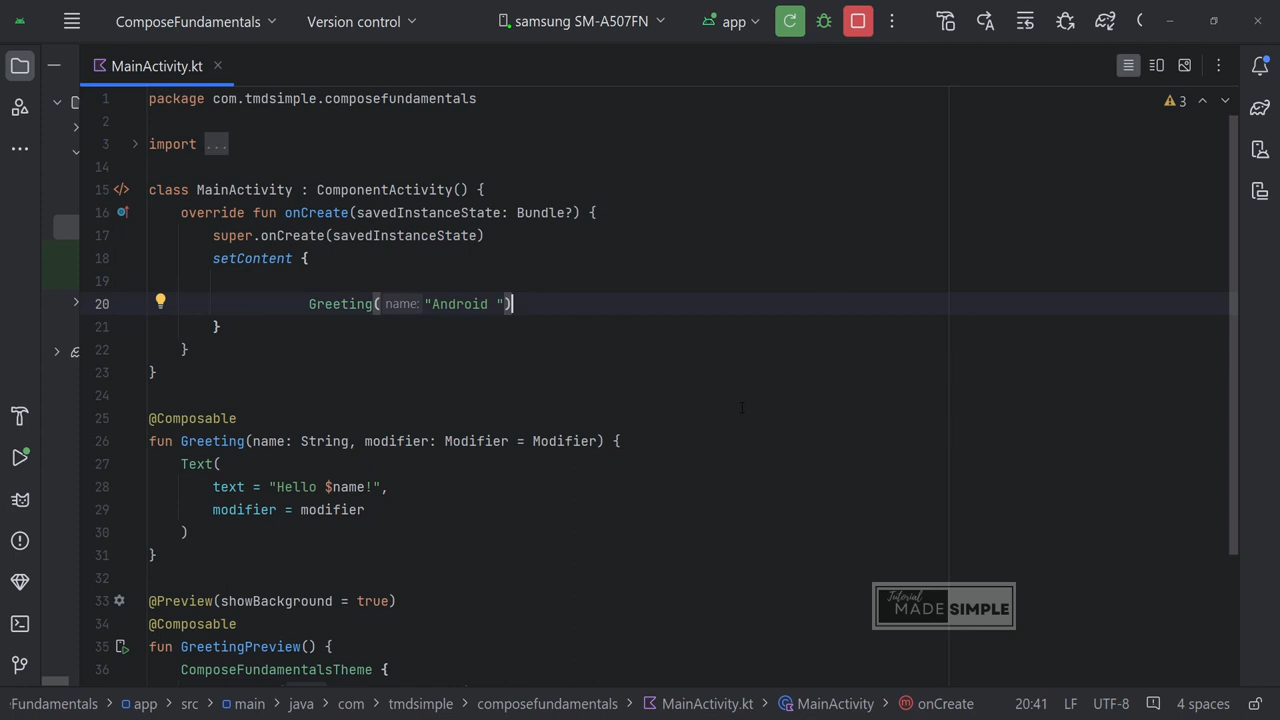 ComposeFundamentals Version control samsung SM-A507FN app
MainActivity.kt
1 package com.tmdsimple.composefundamentals
3
2
3 import ...
14
15 class MainActivity : ComponentActivity() {
16 override fun onCreate(savedInstanceState: Bundle?) {
17 super.onCreate(savedInstanceState)
18 setContent {
19
20 Greeting( name: "Android ")
21 }
22 }
23 }
24
25 @Composable
26 fun Greeting(name: String, modifier: Modifier = Modifier) {
27 Text(
28 text = "Hello $name!",
29 modifier = modifier
30 )
31 }
32
33 @Preview(showBackground = true)
34 @Composable
35 fun GreetingPreview() {
36 ComposeFundamentalsTheme {
Tutorial
MADE SIMPLE
Fundamentals app src main java com tmdsimple composefundamentals MainActivity.kt MainActivity onCreate 20:41 LF UTF-8 4 spaces